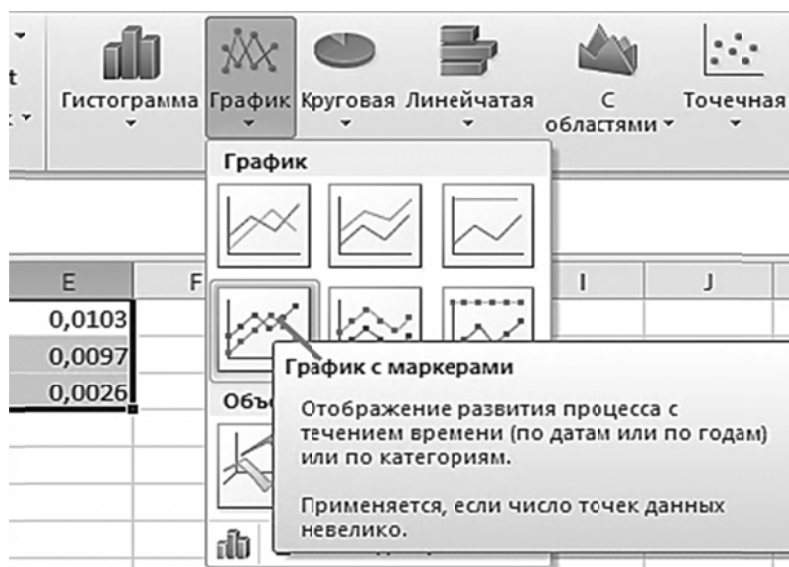 t
Гистограмма График Круговая Линейчатая С областями Точечная
График
E F I J
0,0103
0,0097
0,0026
График с маркерами
Объ
Отображение развития процесса с
течением времени (по датам или по годам)
или по категориям.
Применяется, если число точек данных
невелико.